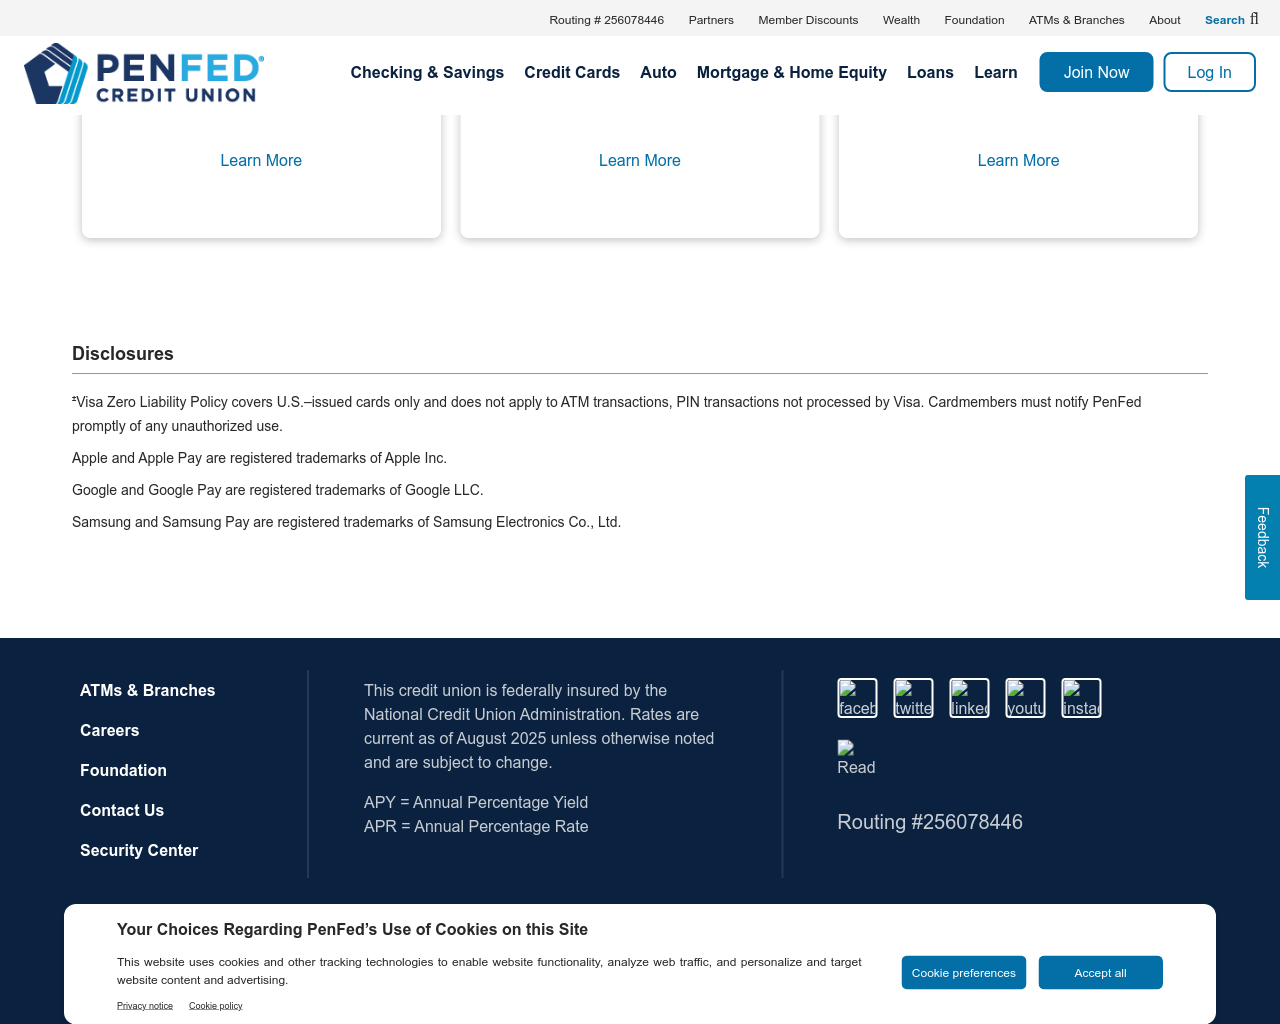 Routing # 256078446 Partners Member Discounts Wealth Foundation ATMs & Branches About Search
PENFED®
CREDIT UNION
Checking & Savings Credit Cards Auto Mortgage & Home Equity Loans Learn Join Now Log In
Learn More Learn More Learn More
Disclosures
Visa Zero Liability Policy covers U.S.–issued cards only and does not apply to ATM transactions, PIN transactions not processed by Visa. Cardmembers must notify PenFed
promptly of any unauthorized use.
Apple and Apple Pay are registered trademarks of Apple Inc.
Google and Google Pay are registered trademarks of Google LLC.
Samsung and Samsung Pay are registered trademarks of Samsung Electronics Co., Ltd.
Feedback
ATMs & Branches
Careers
Foundation
Contact Us
Security Center
This credit union is federally insured by the
National Credit Union Administration. Rates are
current as of August 2025 unless otherwise noted
and are subject to change.
APY = Annual Percentage Yield
APR = Annual Percentage Rate
faceb twitte linked youtu instag
Read
Routing #256078446
Your Choices Regarding PenFed’s Use of Cookies on this Site
This website uses cookies and other tracking technologies to enable website functionality, analyze web traffic, and personalize and target
website content and advertising.
Privacy notice Cookie policy
Cookie preferences Accept all